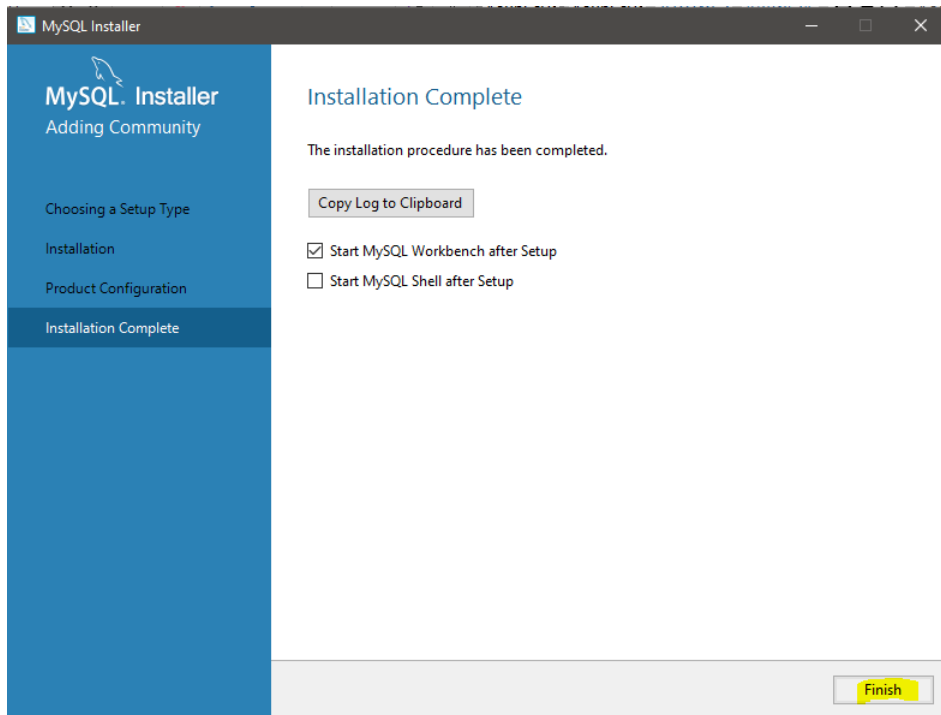 MySQL Installer
MySQL. Installer
Adding Community
Choosing a Setup Type
Installation
Product Configuration
Installation Complete
Installation Complete
The installation procedure has been completed.
Copy Log to Clipboard
Start MySQL Workbench after Setup
Start MySQL Shell after Setup
Finish